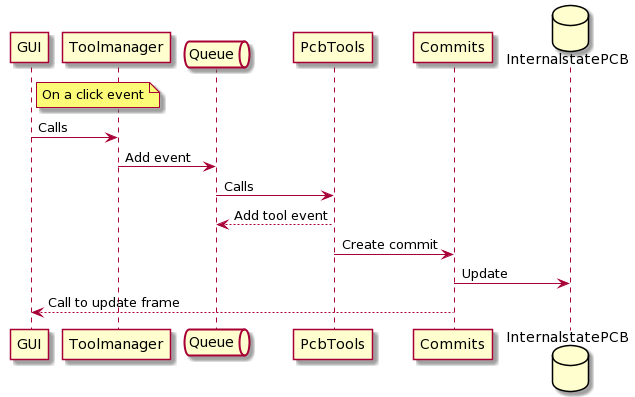 GUI
Toolmanager
Queue
PcbTools
Commits
InternalstatePCB
On a click event
Calls
Add event
Calls
Add tool event
Create commit
Update
Call to update frame
GUI
Toolmanager
Queue
PcbTools
Commits
InternalstatePCB